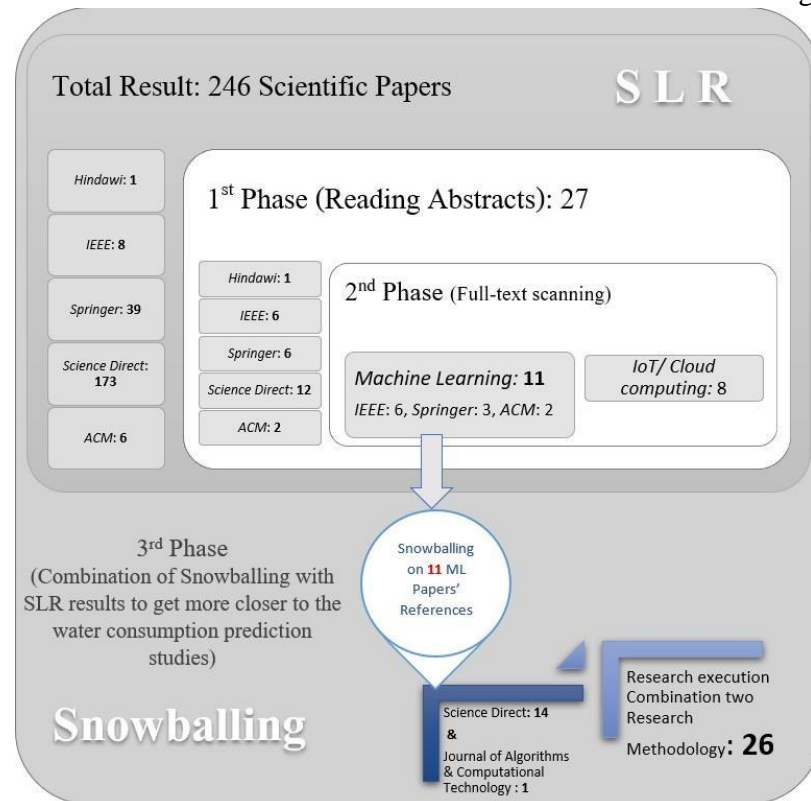 Total Result: 246 Scientific Papers
S L R
Hindawi: 1
IEEE: 8
Springer: 39
Science Direct:
173
ACM: 6
1st Phase (Reading Abstracts): 27
Hindawi: 1
IEEE: 6
Springer: 6
Science Direct: 12
ACM: 2
2nd Phase (Full-text scanning)
Machine Learning: 11
IEEE: 6, Springer: 3, ACM: 2
IoT/ Cloud
computing: 8
3rd Phase
(Combination of Snowballing with
SLR results to get more closer to the
water consumption prediction
studies)
Snowballing
on 11 ML
Papers'
References
Snowballing
Science Direct: 14
&
Journal of Algorithms
& Computational
Technology : 1
Research execution
Combination two
Research
Methodology: 26